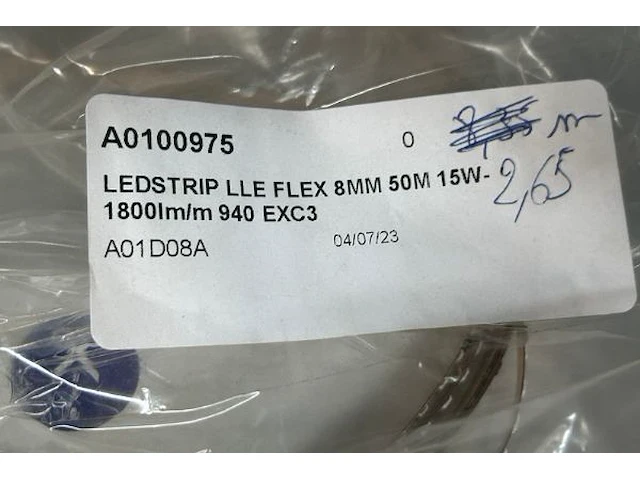 A0100975 0 m
LEDSTRIP LLE FLEX 8MM 50M 15W-
1800lm/m 940 EXC3
2,65
A01D08A 04/07/23